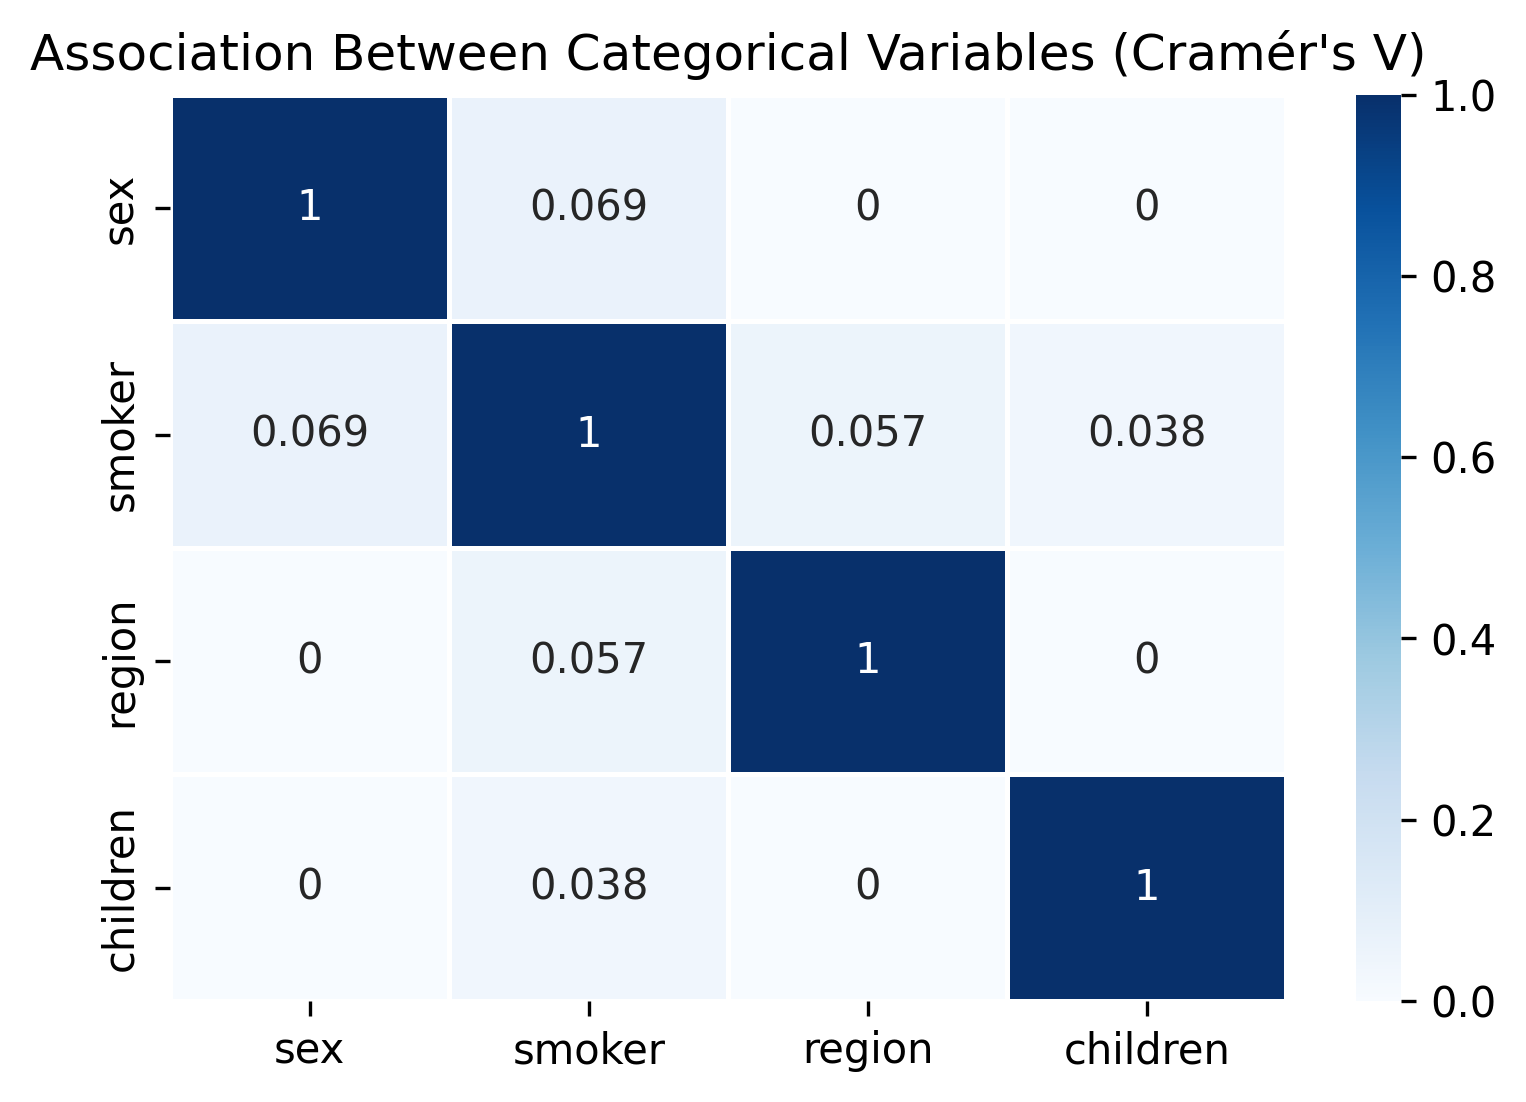 Association Between Categorical Variables (Cramér's V)
sex 1 0.069 0 0
smoker 0.069 1 0.057 0.038
region 0 0.057 1 0
children 0 0.038 0 1
sex smoker region children
1.0
0.8
0.6
0.4
0.2
0.0